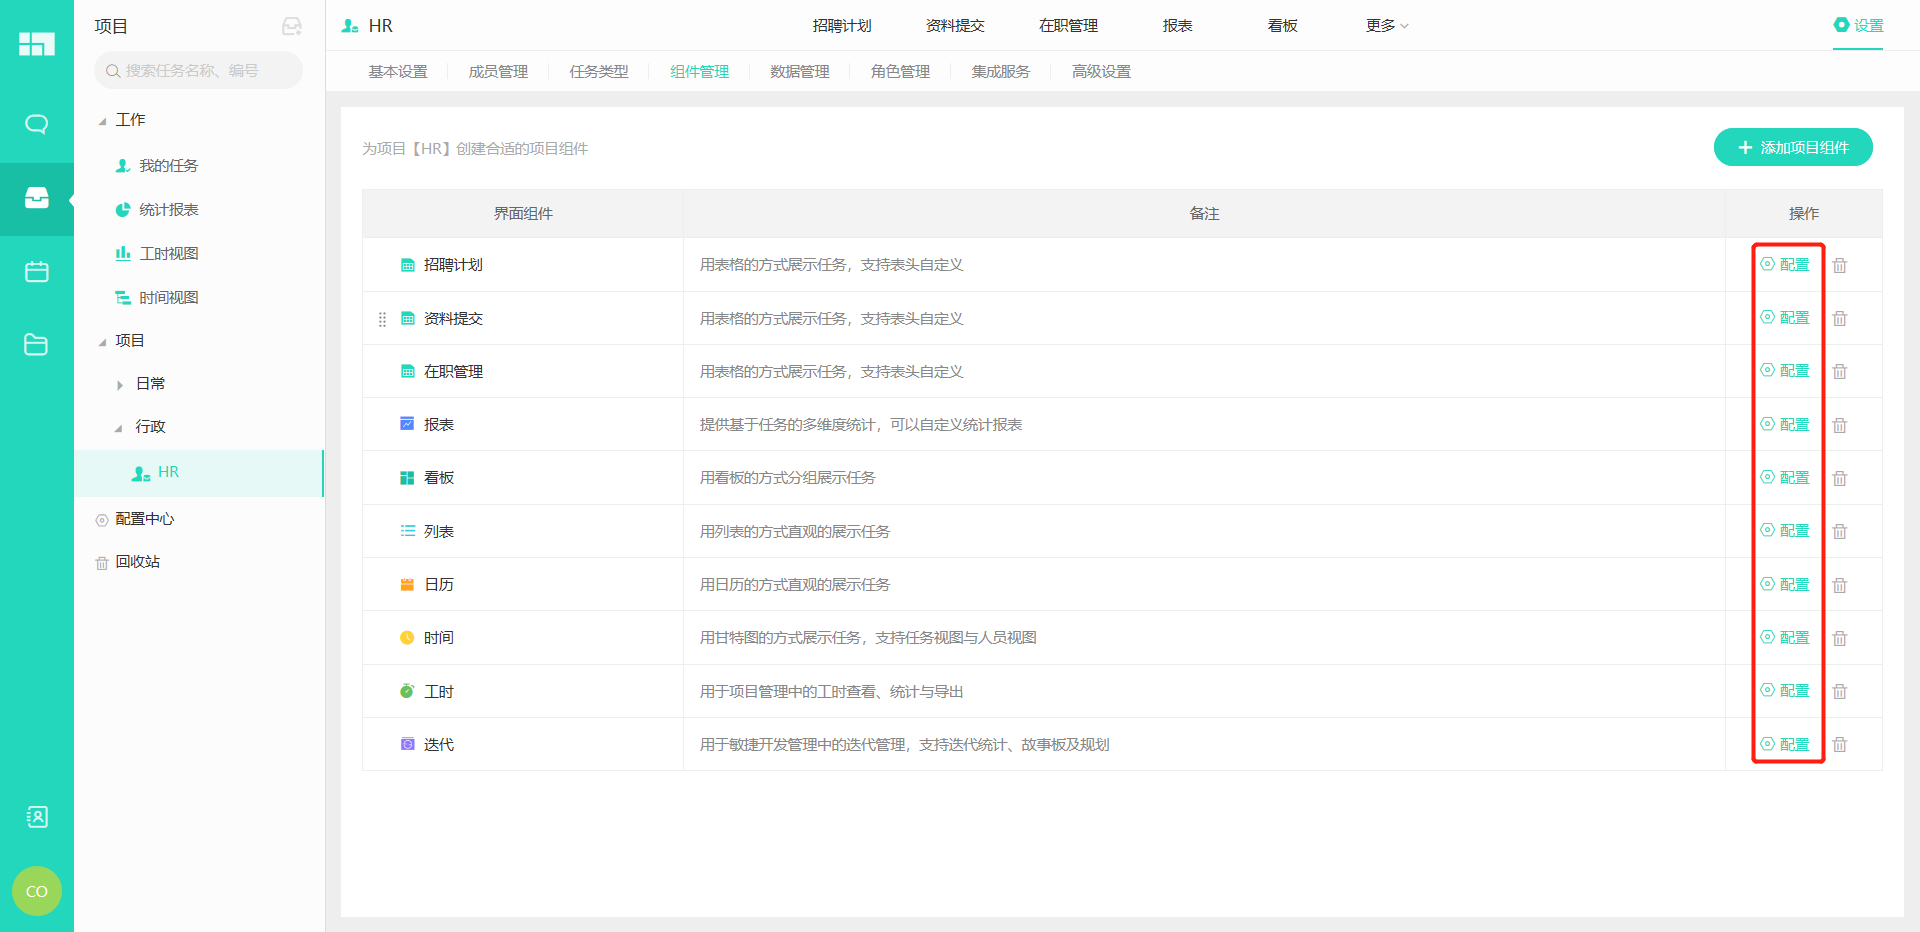 项目
搜索任务名称、编号
工作
我的任务
统计报表
工时视图
时间视图
项目
日常
行政
HR
配置中心
回收站
CO
HR
招聘计划
资料提交
在职管理
报表
看板
更多
设置
基本设置
成员管理
任务类型
组件管理
数据管理
角色管理
集成服务
高级设置
为项目【HR】创建合适的项目组件
添加项目组件
界面组件
备注
操作
招聘计划
用表格的方式展示任务，支持表头自定义
配置
资料提交
用表格的方式展示任务，支持表头自定义
配置
在职管理
用表格的方式展示任务，支持表头自定义
配置
报表
提供基于任务的多维度统计，可以自定义统计报表
配置
看板
用看板的方式分组展示任务
配置
列表
用列表的方式直观的展示任务
配置
日历
用日历的方式直观的展示任务
配置
时间
用甘特图的方式展示任务，支持任务视图与人员视图
配置
工时
用于项目管理中的工时查看、统计与导出
配置
迭代
用于敏捷开发管理中的迭代管理，支持迭代统计、故事板及规划
配置